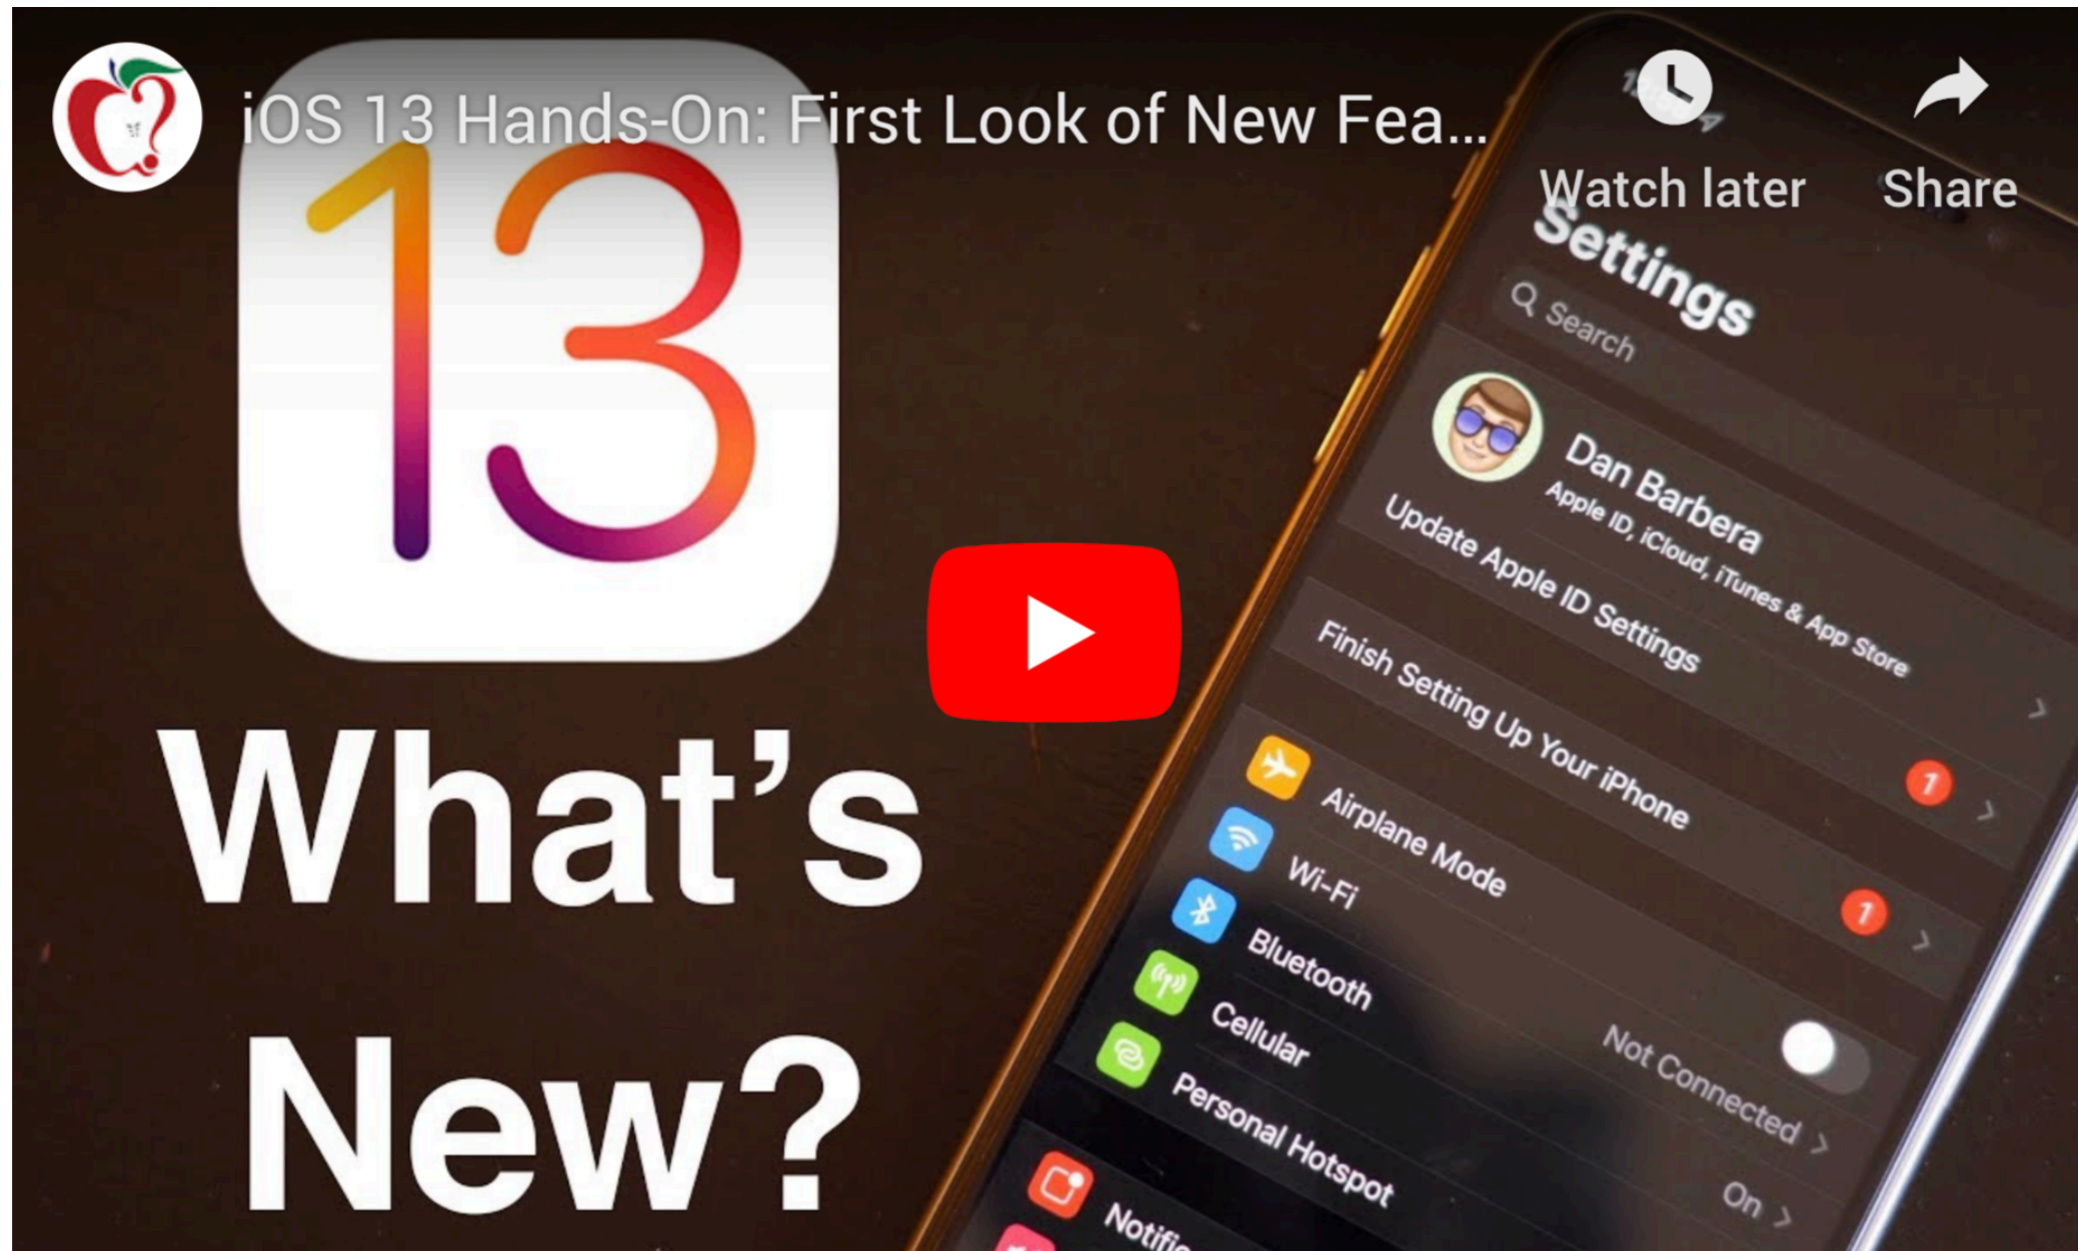 iOS 13 Hands-On: First Look of New Fea...
Watch later
Share
13
What's
New?
Settings
Search
Dan Barbera
Apple ID, iCloud, iTunes & App Store
Update Apple ID Settings
1
Finish Setting Up Your iPhone
1
Airplane Mode
Wi-Fi
Not Connected
Bluetooth
On
Cellular
Personal Hotspot